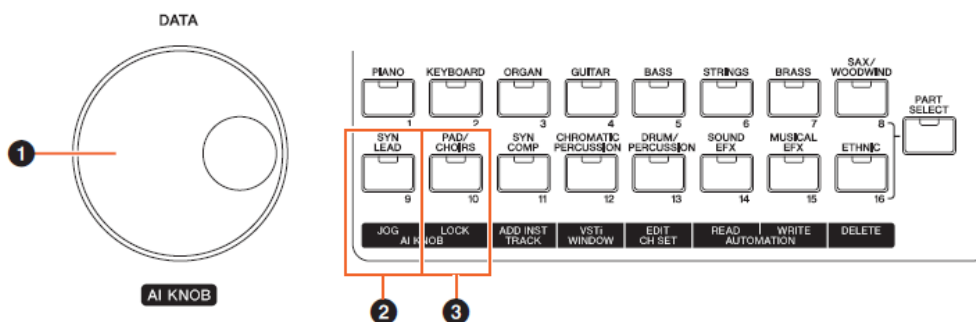 DATA
1
AI KNOB
PIANO KEYBOARD ORGAN GUITAR BASS STRINGS BRASS SAX/
WOODWIND
1 2 3 4 5 6 7 8
PART
SELECT
SYN
LEAD
PAD/
CHOIRS
SYN
COMP
CHROMATIC
PERCUSSION
DRUM/
PERCUSSION
SOUND
EFX
MUSICAL
EFX
ETHNIC
9 10 11 12 13 14 15 16
JOG LOCK
AI KNOB
ADD INST
TRACK
VSTi
WINDOW
EDIT
CH SET
READ WRITE
AUTOMATION
DELETE
2 3